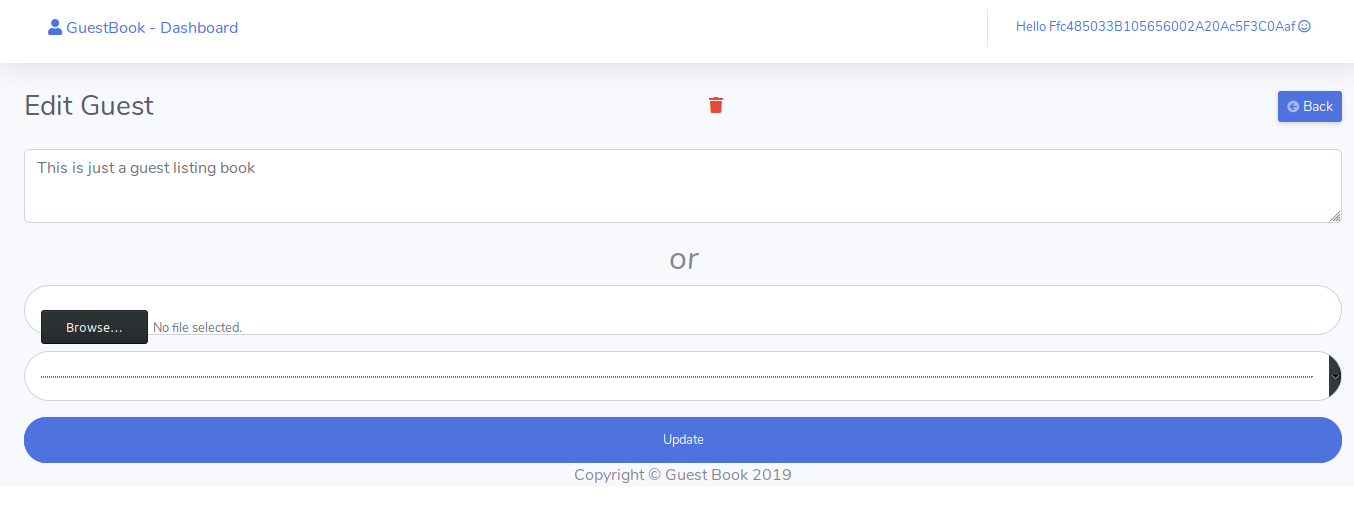 GuestBook - Dashboard
Hello Ffc485033B105656002A20Ac5F3C0Aaf
Edit Guest
Back
This is just a guest listing book
or
Browse...
No file selected.
Update
Copyright © Guest Book 2019